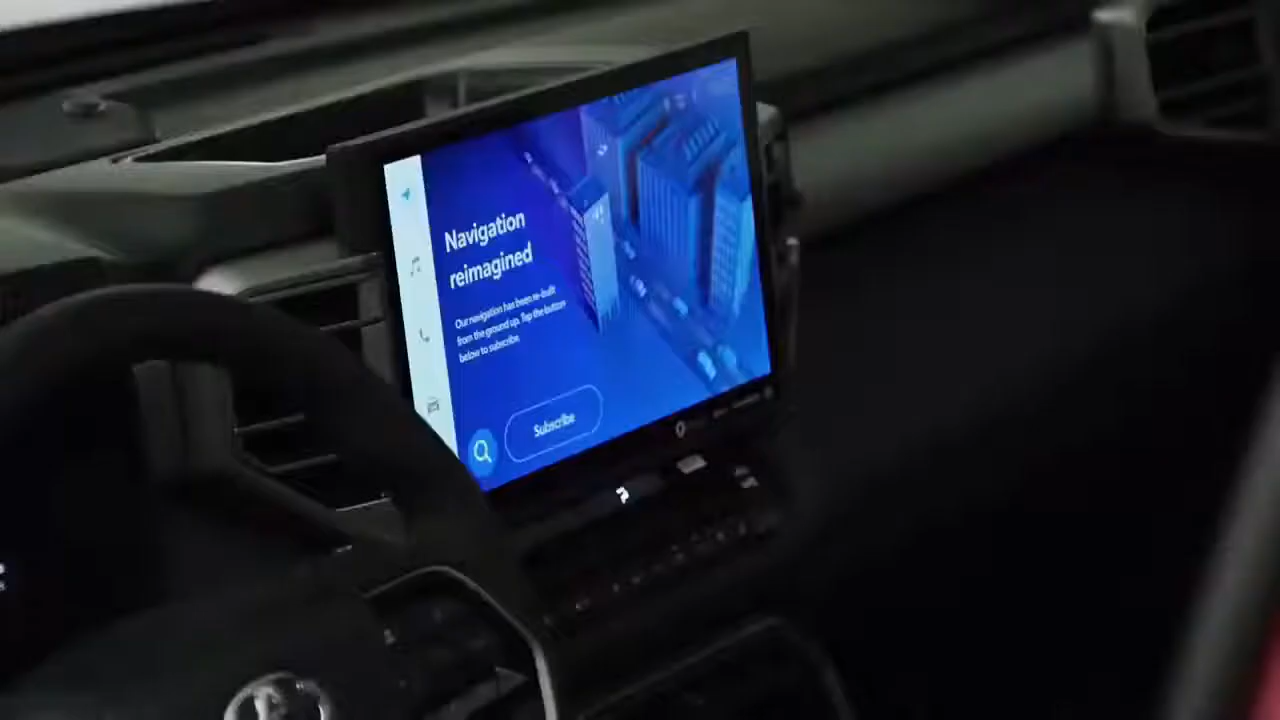 Navigation
reimagined
Our navigation has been re-built
from the ground up. Tap the button
below to subscribe.
Subscribe